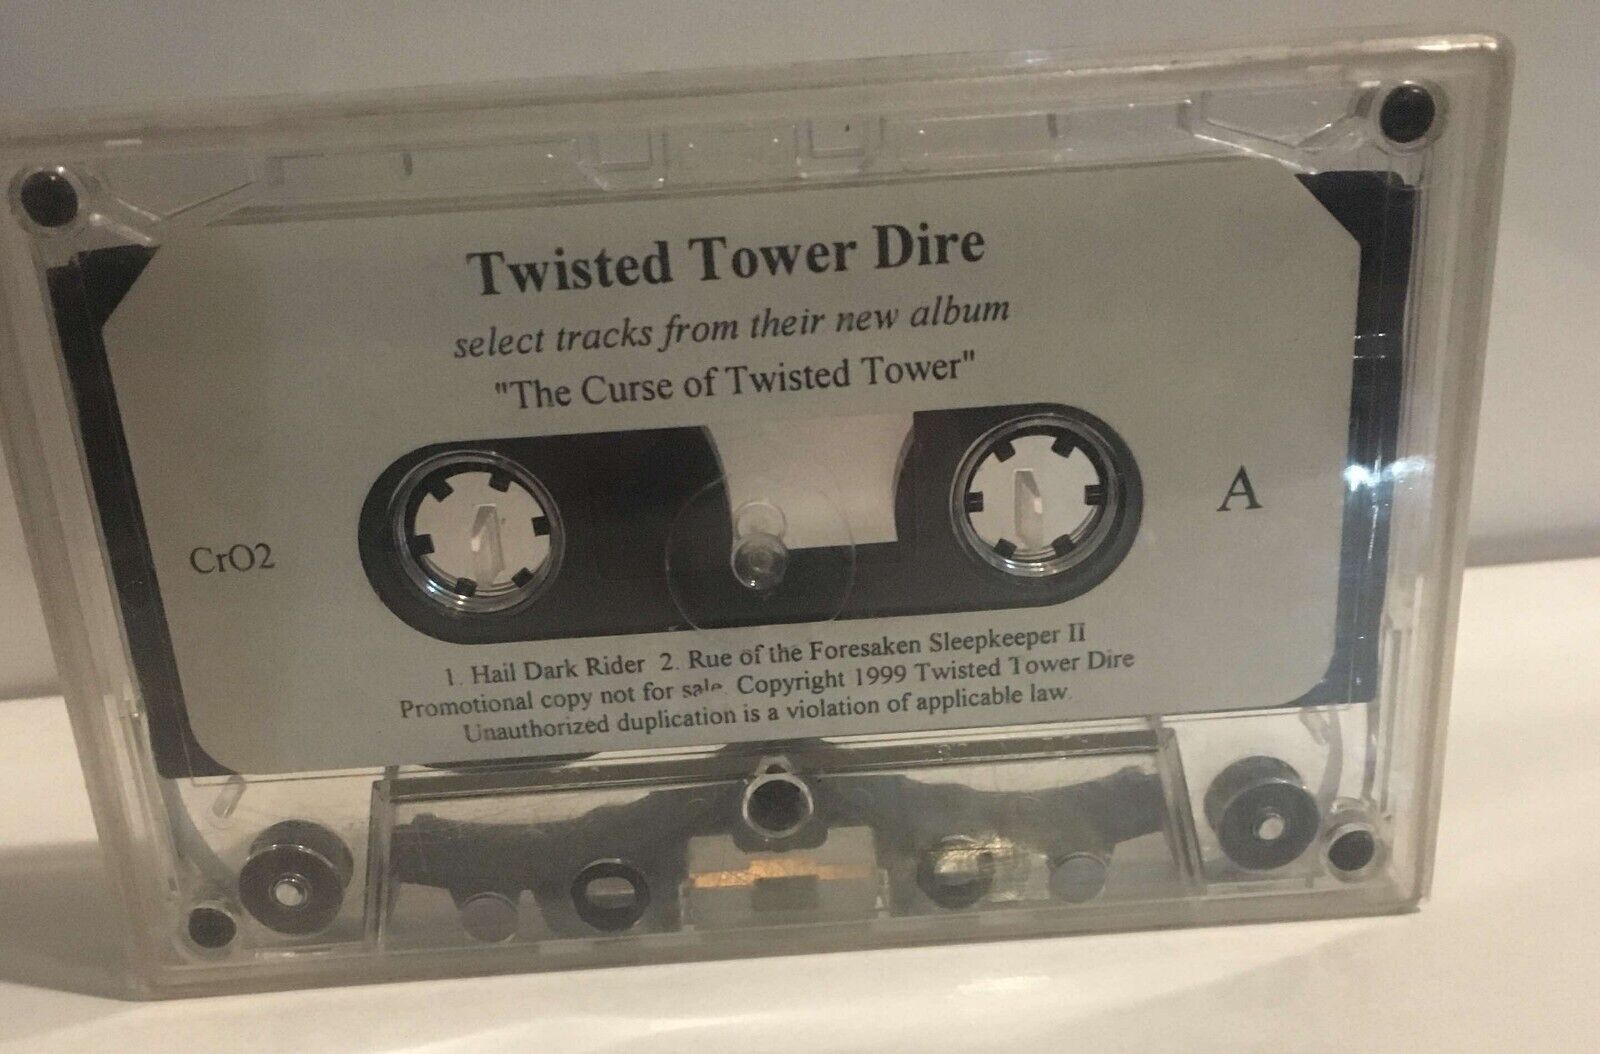 Twisted Tower Dire
select tracks from their new album
"The Curse of Twisted Tower"
CrO2
A
1. Hail Dark Rider 2. Rue of the Foresaken Sleepkeeper II
Promotional copy not for sale. Copyright 1999 Twisted Tower Dire
Unauthorized duplication is a violation of applicable law.